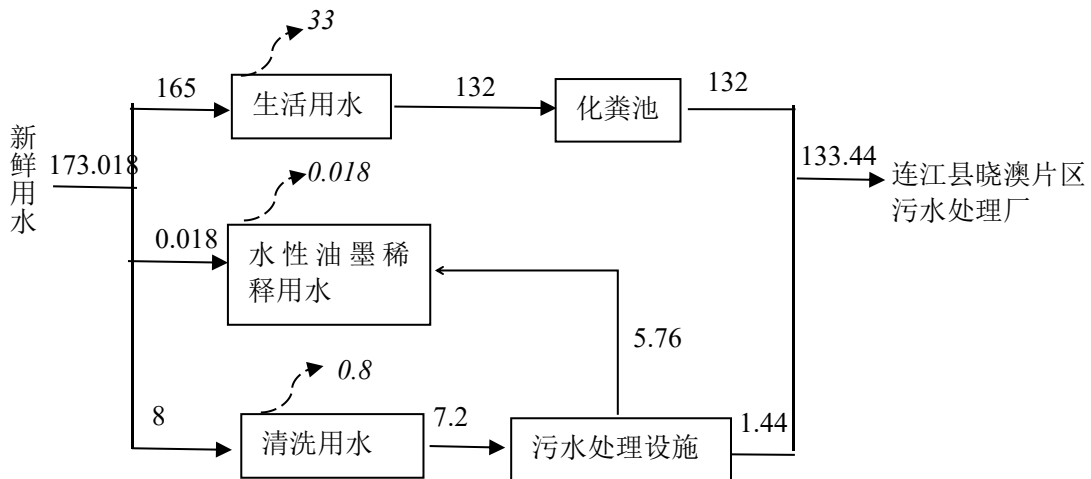 33
165
生活用水
132
化粪池
132
新鲜用水
173.018
133.44
连江县晓澳片区
污水处理厂
0.018
0.018
水性油墨稀
释用水
5.76
0.8
8
清洗用水
7.2
污水处理设施
1.44